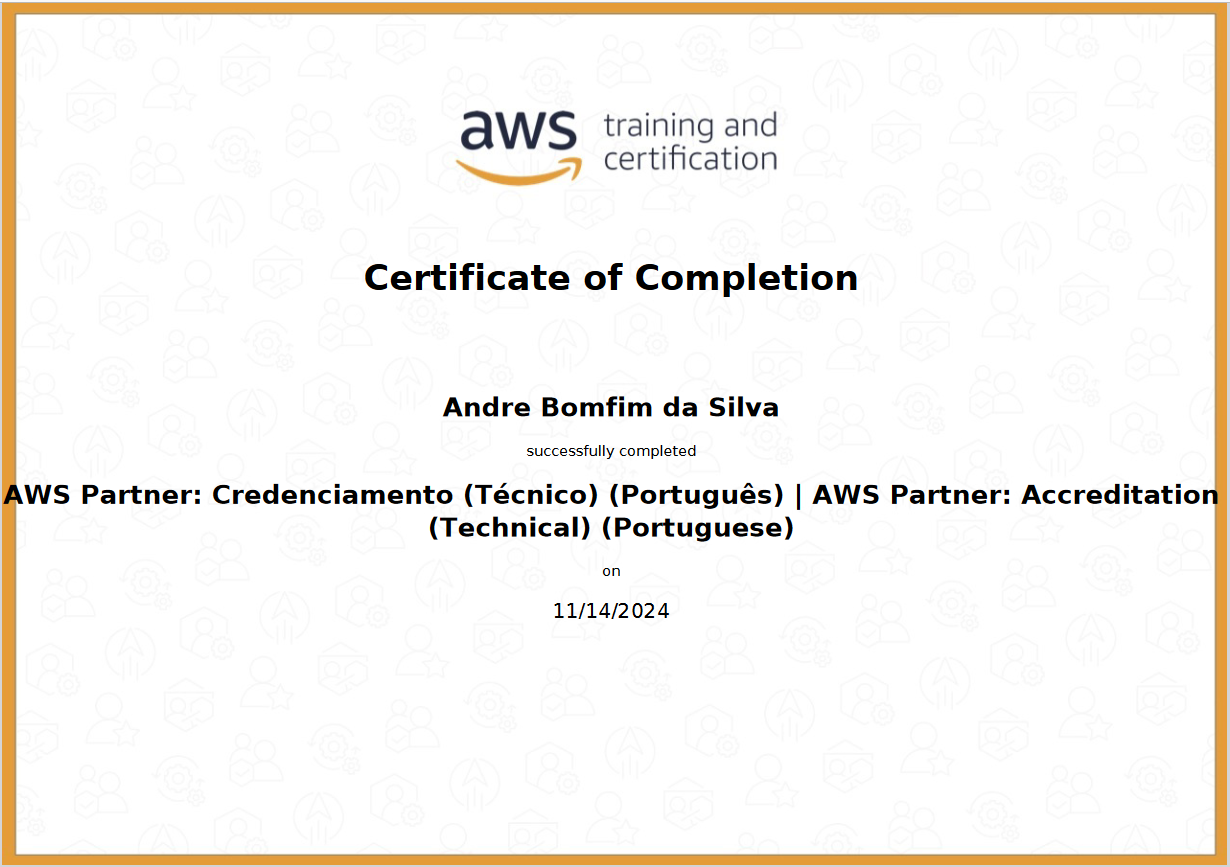 aws training and
certification
Certificate of Completion
Andre Bomfim da Silva
successfully completed
AWS Partner: Credenciamento (Técnico) (Português) | AWS Partner: Accreditation
(Technical) (Portuguese)
on
11/14/2024